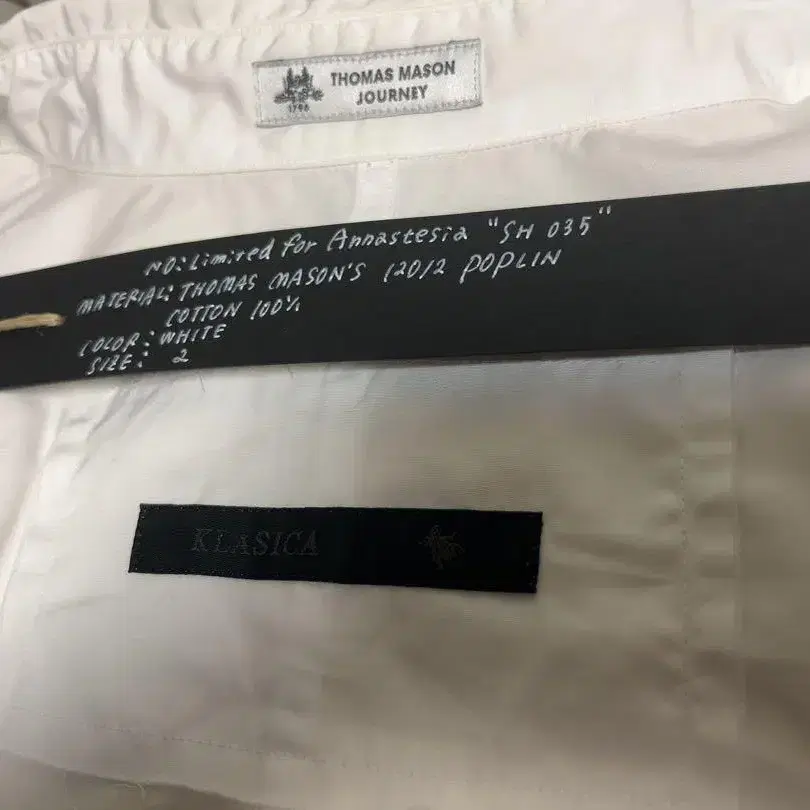 THOMAS MASON
JOURNEY
1796
NO: Limited for Annastesia "SH 035"
MATERIAL: THOMAS MASON'S 120/2 POPLIN
COTTON 100%
COLOR: WHITE
SIZE: 2
KLASICA